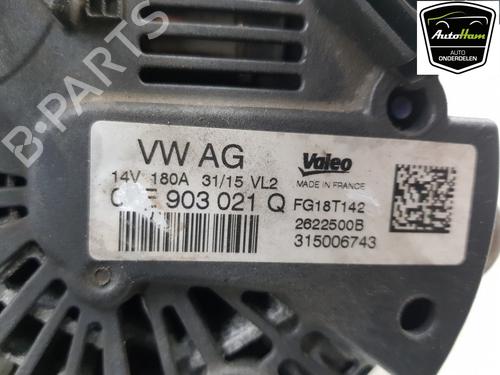 AutoHam
AUTO
ONDERDELEN
B-PARTS
VW AG
Valeo
14V 180A 31/15 VL2
MADE IN FRANCE
903 021 Q
FG18T142
2622500B
315006743